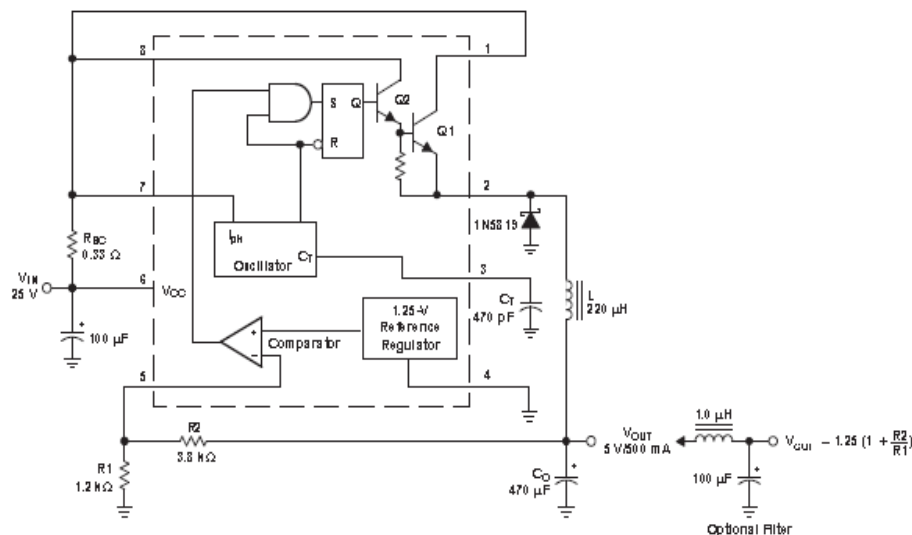 8
1
S
Q
Q2
R
Q1
7
2
1N5819
Ipk
CT
Oscillator
RSC
0.33 Ω
3
VIN
25 V
6
VCC
CT
470 pF
L
220 µH
100 µF
+
+
−
Comparator
1.25-V
Reference
Regulator
5
4
R2
3.8 kΩ
R1
1.2 kΩ
VOUT
5 V/500 mA
1.0 µH
VOUT – 1.25 (1 + R2/R1)
CO
470 µF
+
100 µF
+
Optional Filter